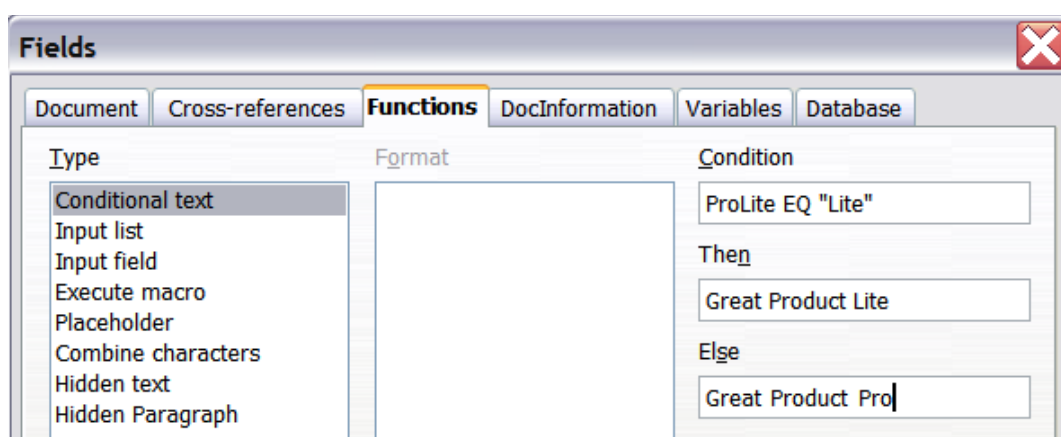 Fields
Document Cross-references Functions DocInformation Variables Database
Type
Conditional text
Input list
Input field
Execute macro
Placeholder
Combine characters
Hidden text
Hidden Paragraph
Format
Condition
ProLite EQ "Lite"
Then
Great Product Lite
Else
Great Product Pro